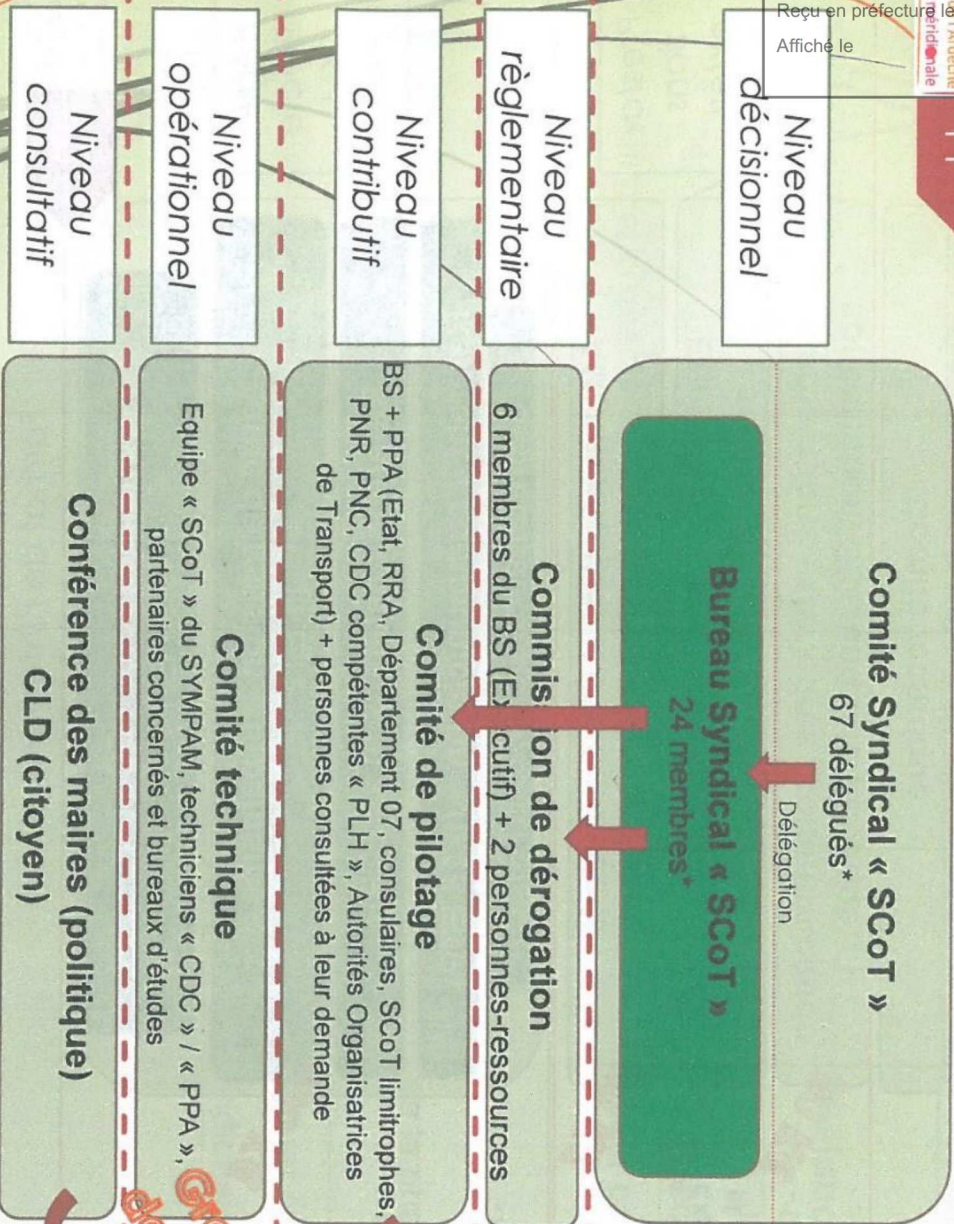 Reçu en préfecture le
Affiché le
méridionale
Niveau
décisionnel
Comité Syndical « SCoT »
67 délégués*
Délégation
Bureau Syndical « SCoT »
24 membres*
Niveau
règlementaire
Commission de dérogation
6 membres du BS (Exécutif) + 2 personnes-ressources
Niveau
contributif
Comité de pilotage
BS + PPA (Etat, RRA, Département 07, consulaires, SCoT limitrophes,
PNR, PNC, CDC compétentes « PLH », Autorités Organisatrices
de Transport) + personnes consultées à leur demande
Niveau
opérationnel
Comité technique
Equipe « SCoT » du SYMPAM, techniciens « CDC » / « PPA »,
partenaires concernés et bureaux d'études
Niveau
consultatif
Conférence des maires (politique)
CLD (citoyen)